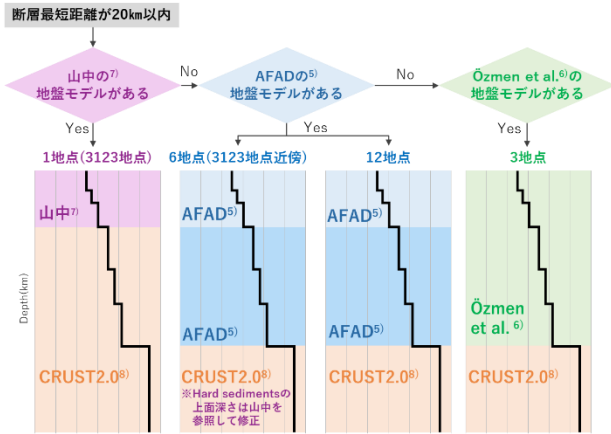 断層最短距離が20km以内
山中の7)
地盤モデルがある
No
AFADの5)
地盤モデルがある
No
Özmen et al.6)の
地盤モデルがある
Yes
Yes
Yes
1地点(3123地点)
6地点(3123地点近傍)
12地点
3地点
Depth(km)
山中7)
CRUST2.08)
AFAD5)
AFAD5)
CRUST2.08)
※Hard sedimentsの
上面深さは山中を
参照して修正
AFAD5)
AFAD5)
CRUST2.08)
Özmen
et al. 6)
CRUST2.08)